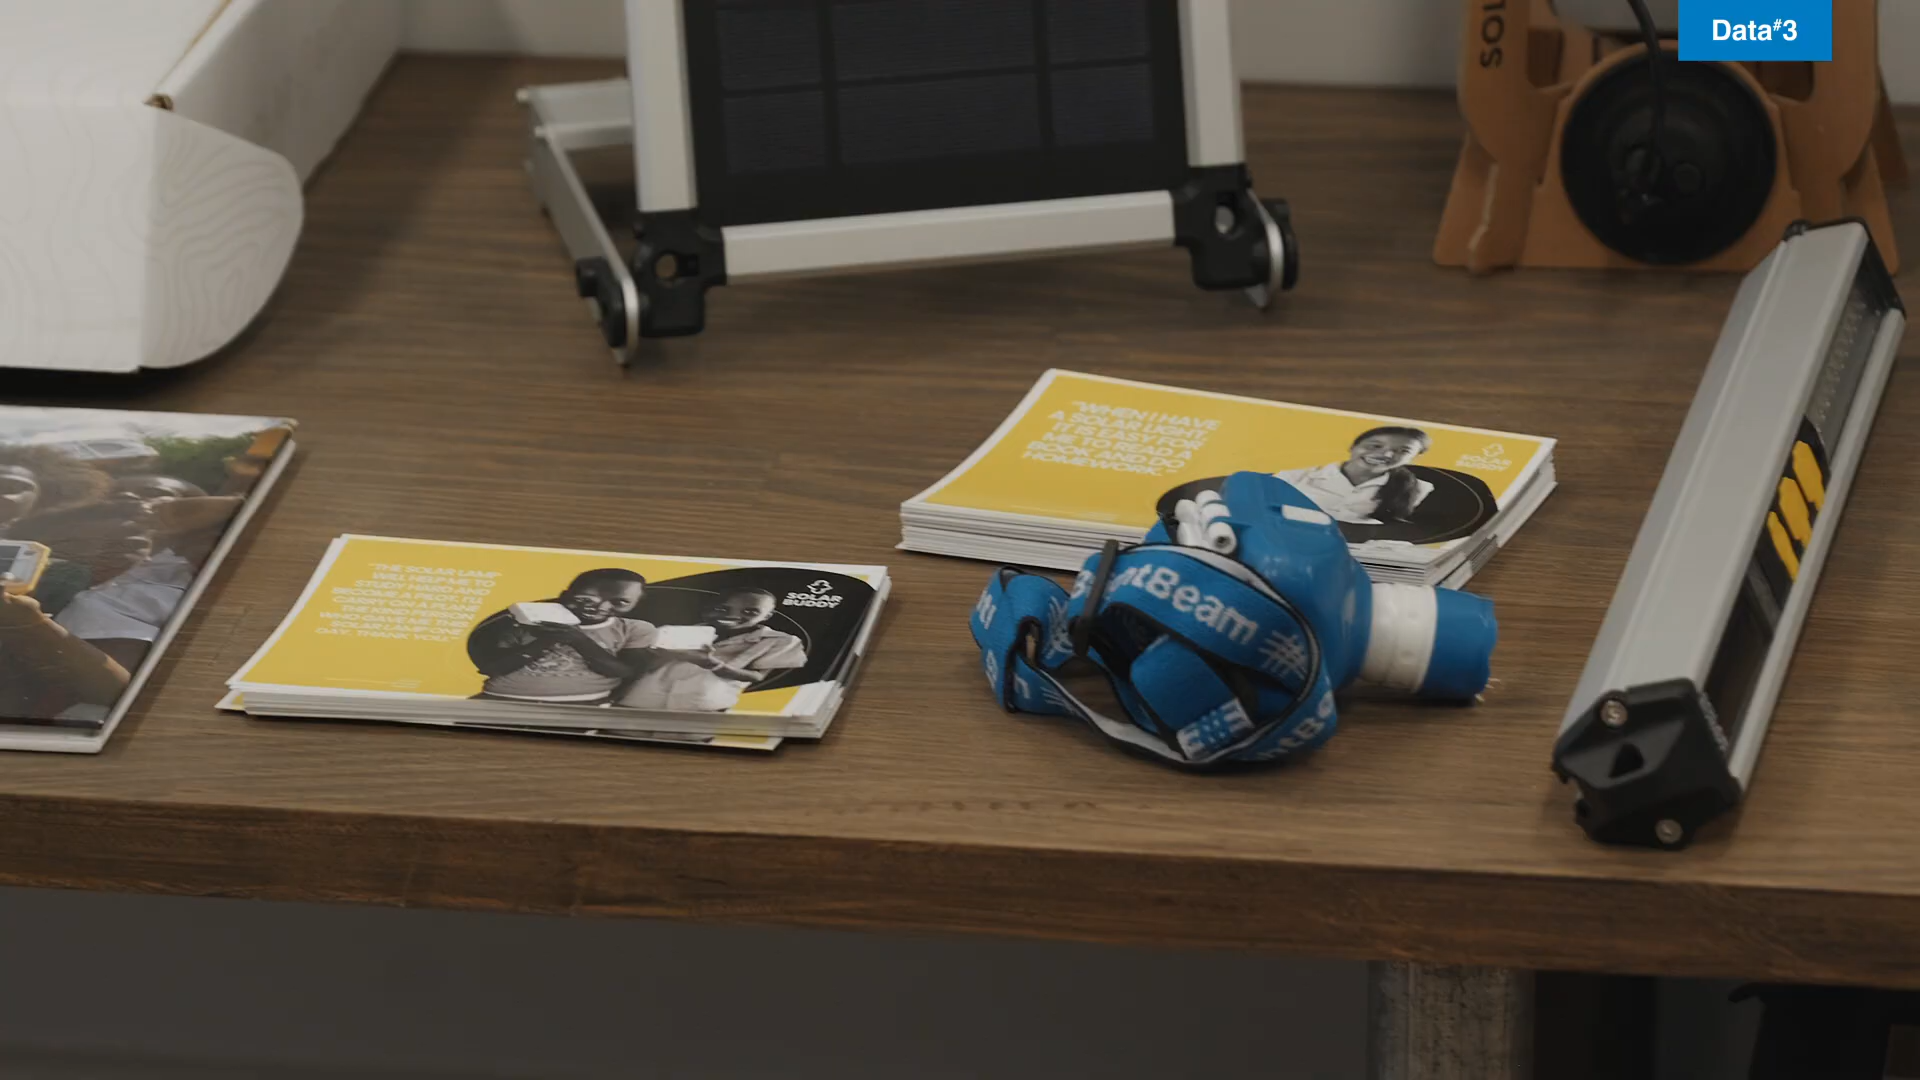 Data#3
SOL
"WHEN I HAVE
A SOLAR LIGHT,
IT IS EASY FOR
ME TO READ A
BOOK AND DO
HOMEWORK."
SOLAR
BUDDY
"THE SOLAR LAMP
WILL HELP ME TO
STUDY HARD AND
BECOME A PILOT. I'LL
CARRY ON A PLANE
THE KIND PERSON
WHO GAVE ME THE
SOLAR LAMP ONE
DAY. THANK YOU."
SOLAR
BUDDY
ntBeam